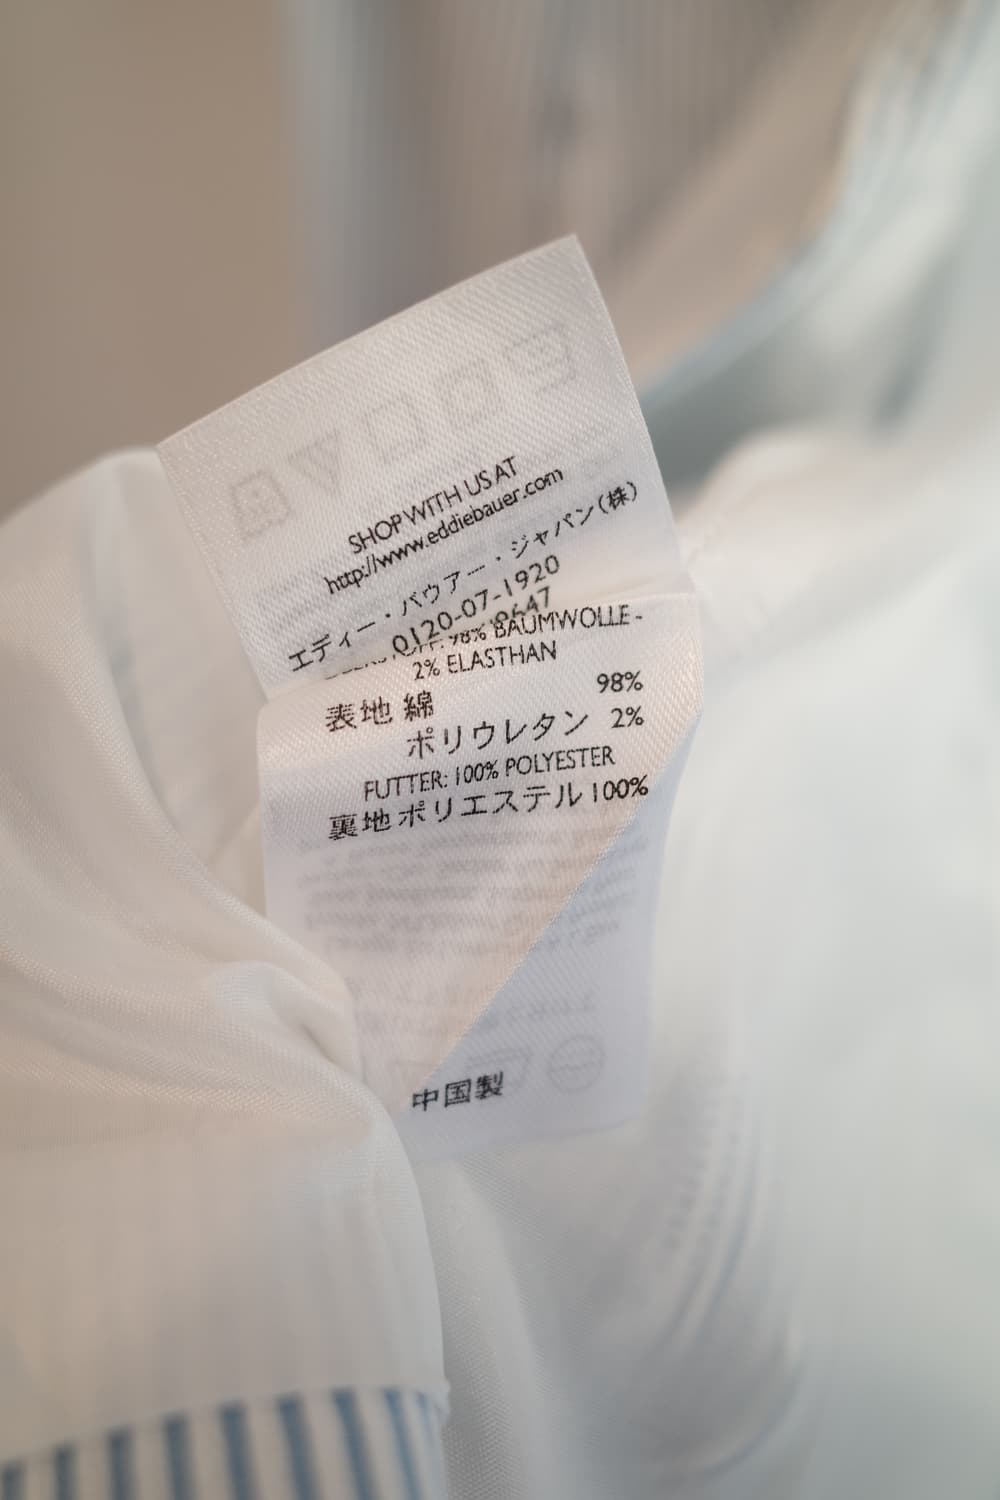 SHOP WITH US AT
http://www.eddiebauer.com
エディー・バウアー・ジャパン(株)
0120-07-1920
98% BAUMWOLLE -
2% ELASTHAN
表地 綿 98%
ポリウレタン 2%
FUTTER: 100% POLYESTER
裏地 ポリエステル 100%
中国製